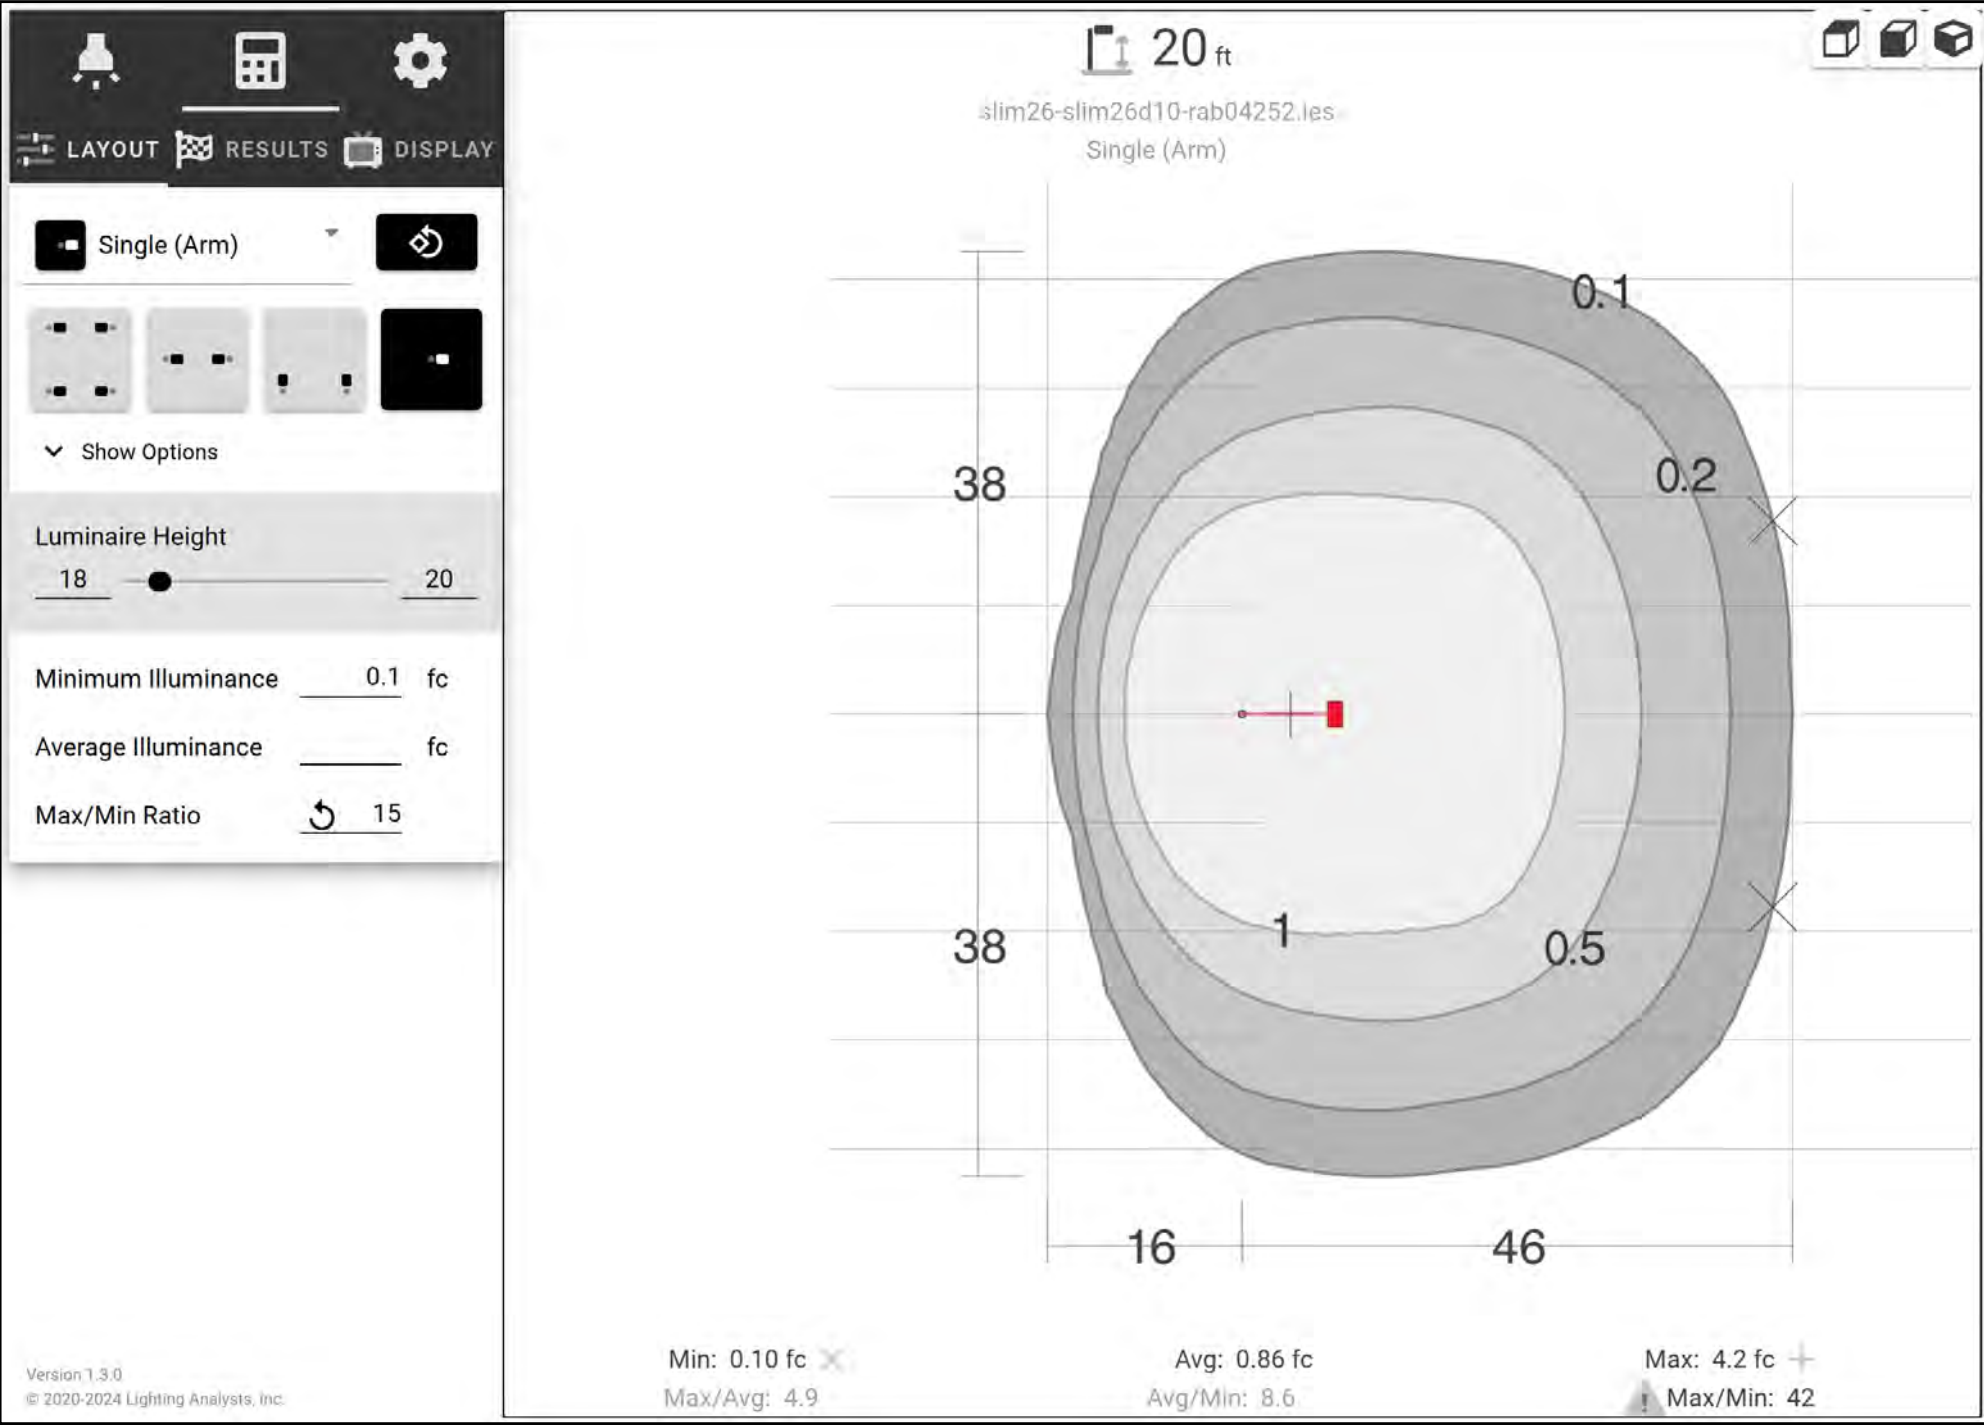 LAYOUT RESULTS DISPLAY
Single (Arm)
Show Options
Luminaire Height
18 20
Minimum Illuminance 0.1 fc
Average Illuminance fc
Max/Min Ratio 15
Version 1.3.0
© 2020-2024 Lighting Analysts, Inc.
20 ft
slim26-slim26d10-rab04252.ies
Single (Arm)
0.1
0.2
38
1
0.5
38
16 46
Min: 0.10 fc Avg: 0.86 fc Max: 4.2 fc
Max/Avg: 4.9 Avg/Min: 8.6 Max/Min: 42